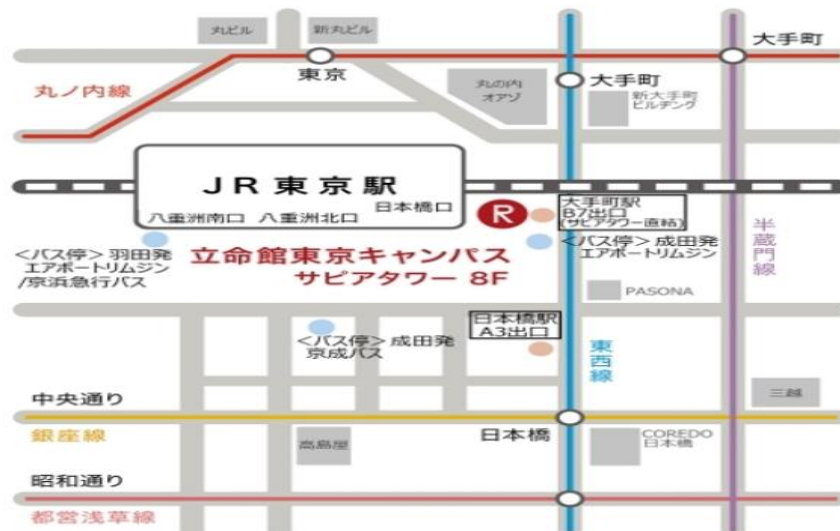 丸ビル
新丸ビル
大手町
東京
丸ノ内線
丸の内
オアゾ
大手町
新大手町
ビルヂング
JR東京駅
八重洲南口 八重洲北口 日本橋口
R
大手町駅
B7出口
(サピアタワー直結)
半蔵門線
<バス停> 羽田発
エアポートリムジン
/京浜急行バス
立命館東京キャンパス
サピアタワー 8F
<バス停> 成田発
エアポートリムジン
PASONA
日本橋駅
A3出口
<バス停> 成田発
京成バス
東西線
中央通り
三越
銀座線
高島屋
日本橋
COREDO
日本橋
昭和通り
都営浅草線